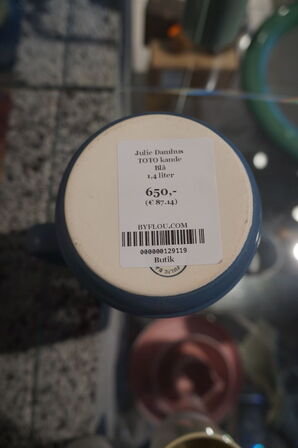 Julie Damhus
TOTO kande
Blå
1,4 liter
650,-
(€ 87.14)
BYFLOU.COM
000000129119
Butik